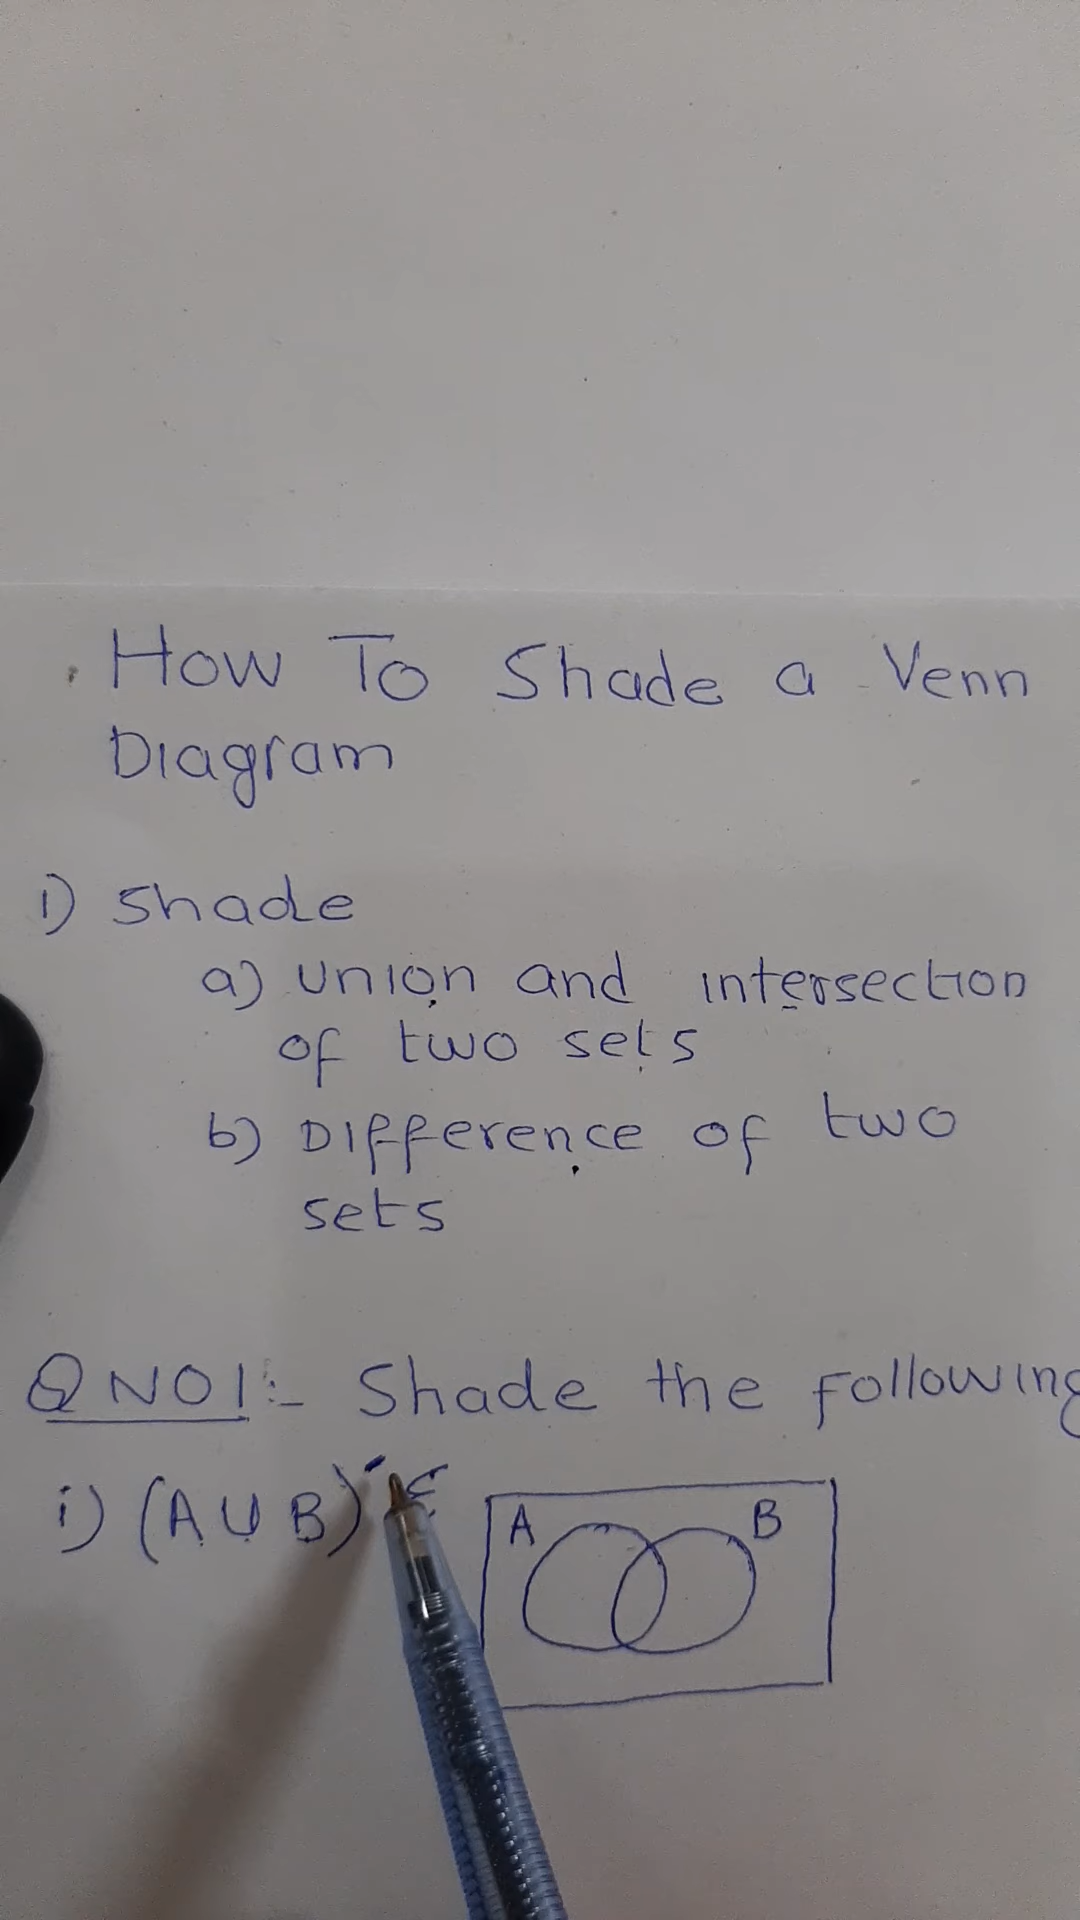 How To Shade a Venn
Diagram
1) Shade
a) union and intersection
of two sets
b) Difference of two
sets
Q NO1:- Shade the following
i) (A U B)'
A B